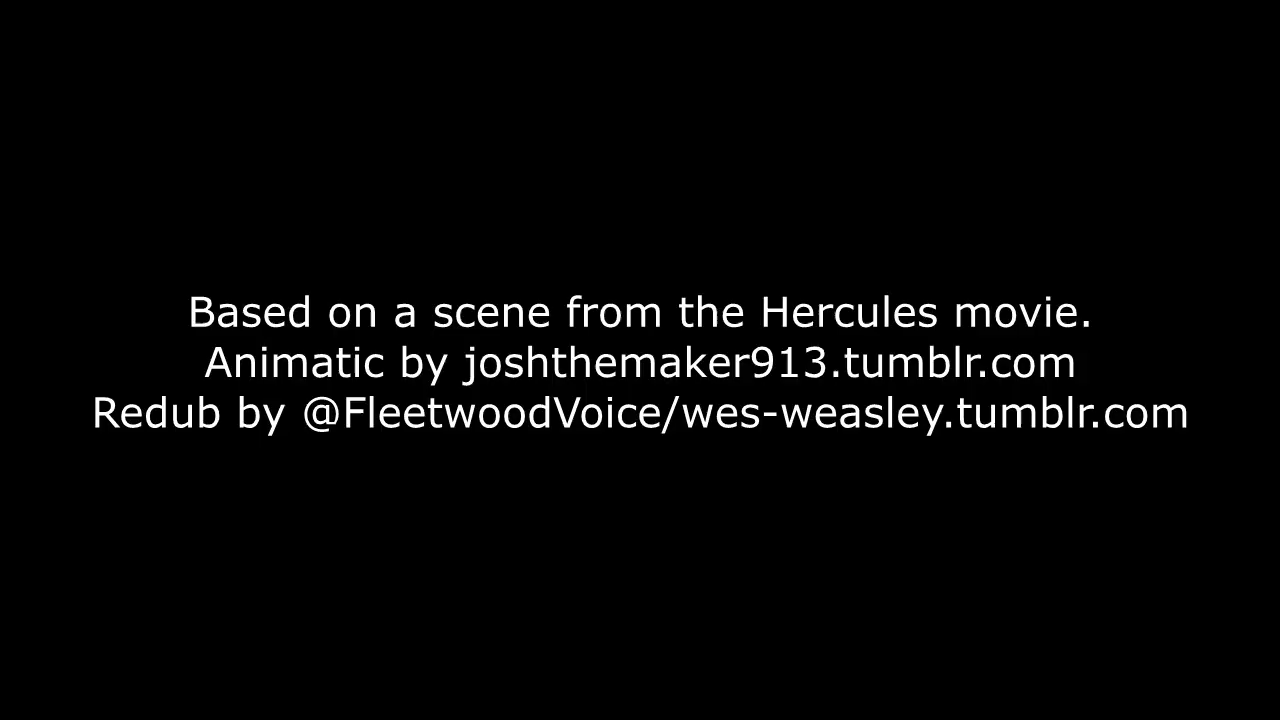 Based on a scene from the Hercules movie.
Animatic by joshthemaker913.tumblr.com
Redub by @FleetwoodVoice/wes-weasley.tumblr.com